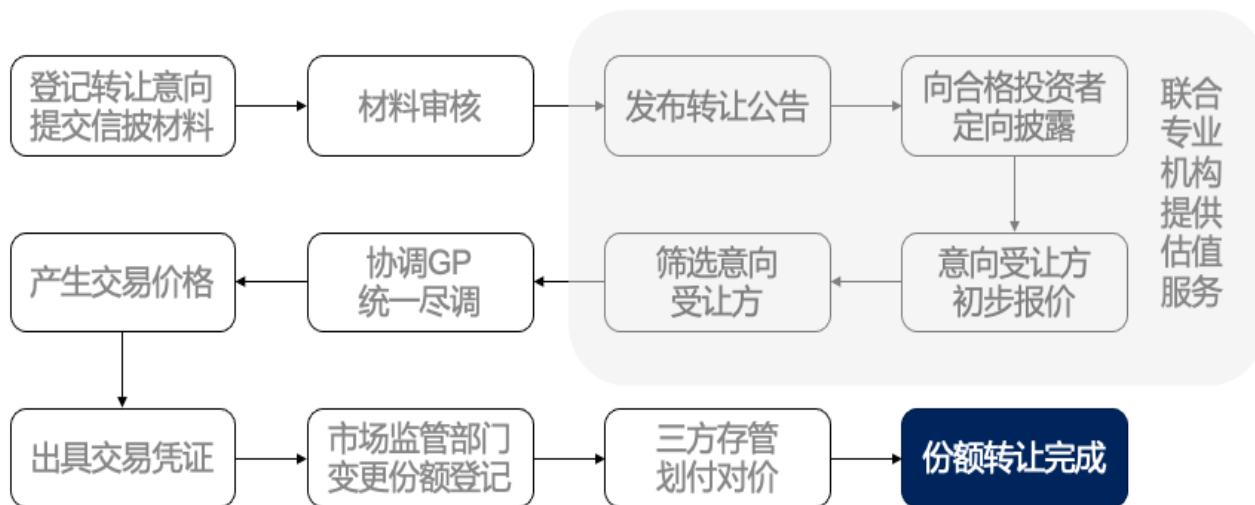 登记转让意向
提交信披材料
材料审核
发布转让公告
向合格投资者
定向披露
联合
专业
机构
提供
估值
服务
意向受让方
初步报价
筛选意向
受让方
协调GP
统一尽调
产生交易价格
出具交易凭证
市场监管部门
变更份额登记
三方存管
划付对价
份额转让完成